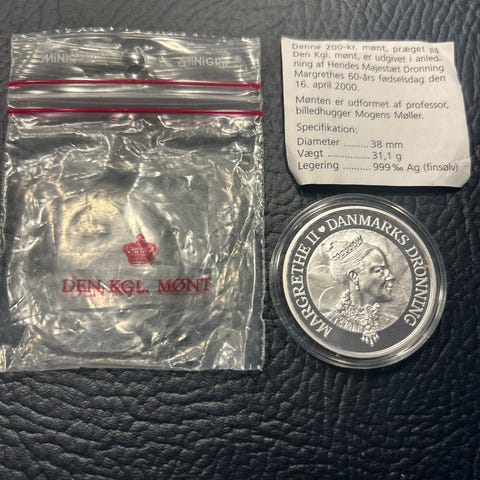 MINIGRIP
MINIGRIP
DEN KGL. MØNT
Denne 200-kr. mønt, præget på
Den Kgl. mønt, er udgivet i anled-
ning af Hendes Majestæt Dronning
Margrethes 60-års fødselsdag den
16. april 2000.
Mønten er udformet af professor,
billedhugger Mogens Møller.
Specifikation:
Diameter ......... 38 mm
Vægt ............... 31,1 g
Legering .......... 999 ‰ Ag (finsølv)
MARGRETHE II ♥ DANMARKS DRONNING